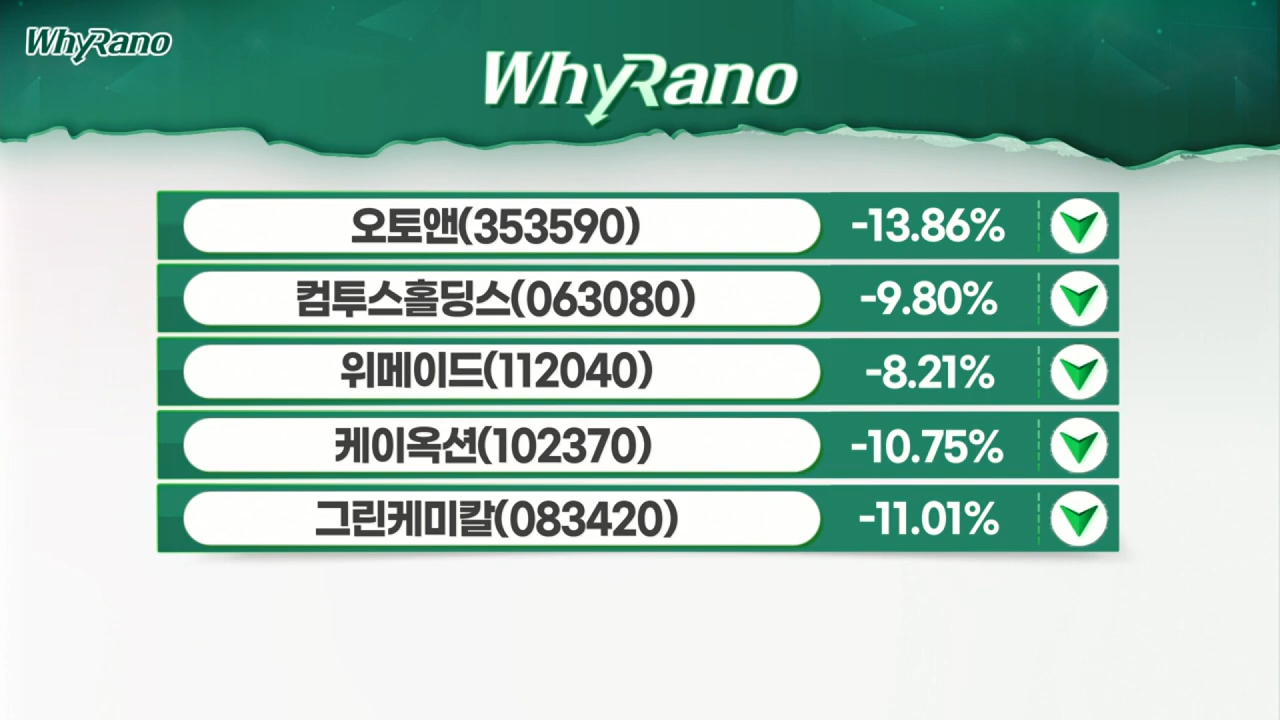 WhyRano
WhyRano
오토앤(353590) -13.86%
컴투스홀딩스(063080) -9.80%
위메이드(112040) -8.21%
케이옥션(102370) -10.75%
그린케미칼(083420) -11.01%